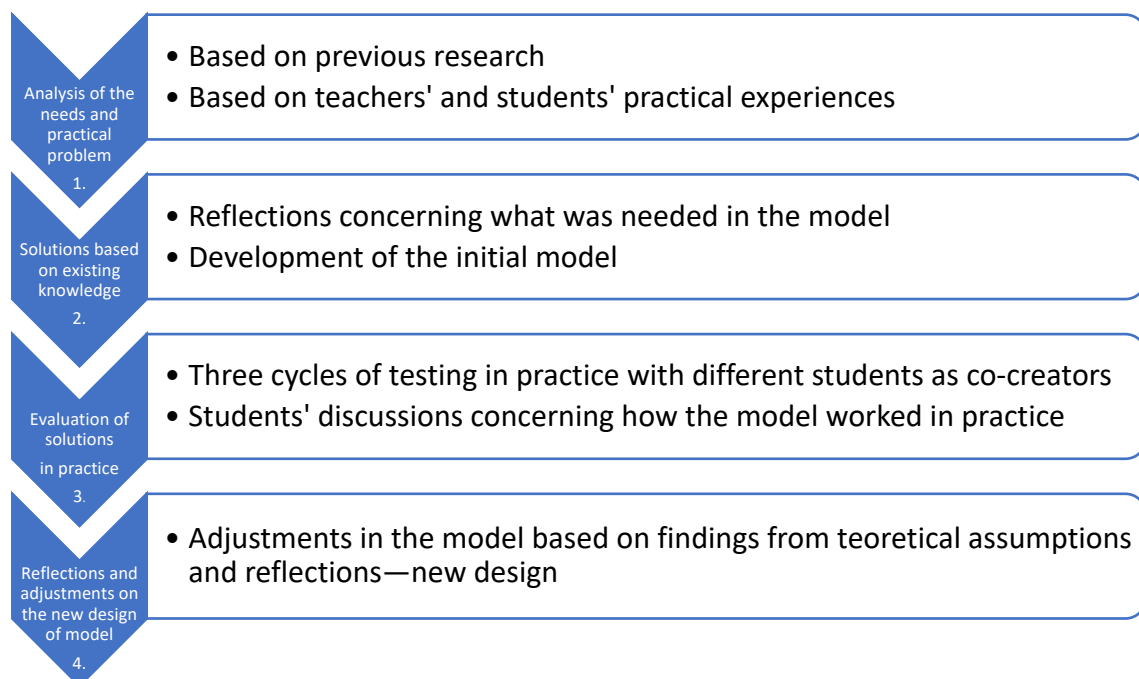 Analysis of the
needs and
practical
problem
1.
• Based on previous research
• Based on teachers' and students' practical experiences
Solutions based
on existing
knowledge
2.
• Reflections concerning what was needed in the model
• Development of the initial model
Evaluation of
solutions
in practice
3.
• Three cycles of testing in practice with different students as co-creators
• Students' discussions concerning how the model worked in practice
Reflections and
adjustments on
the new design
of model
4.
• Adjustments in the model based on findings from teoretical assumptions
and reflections—new design